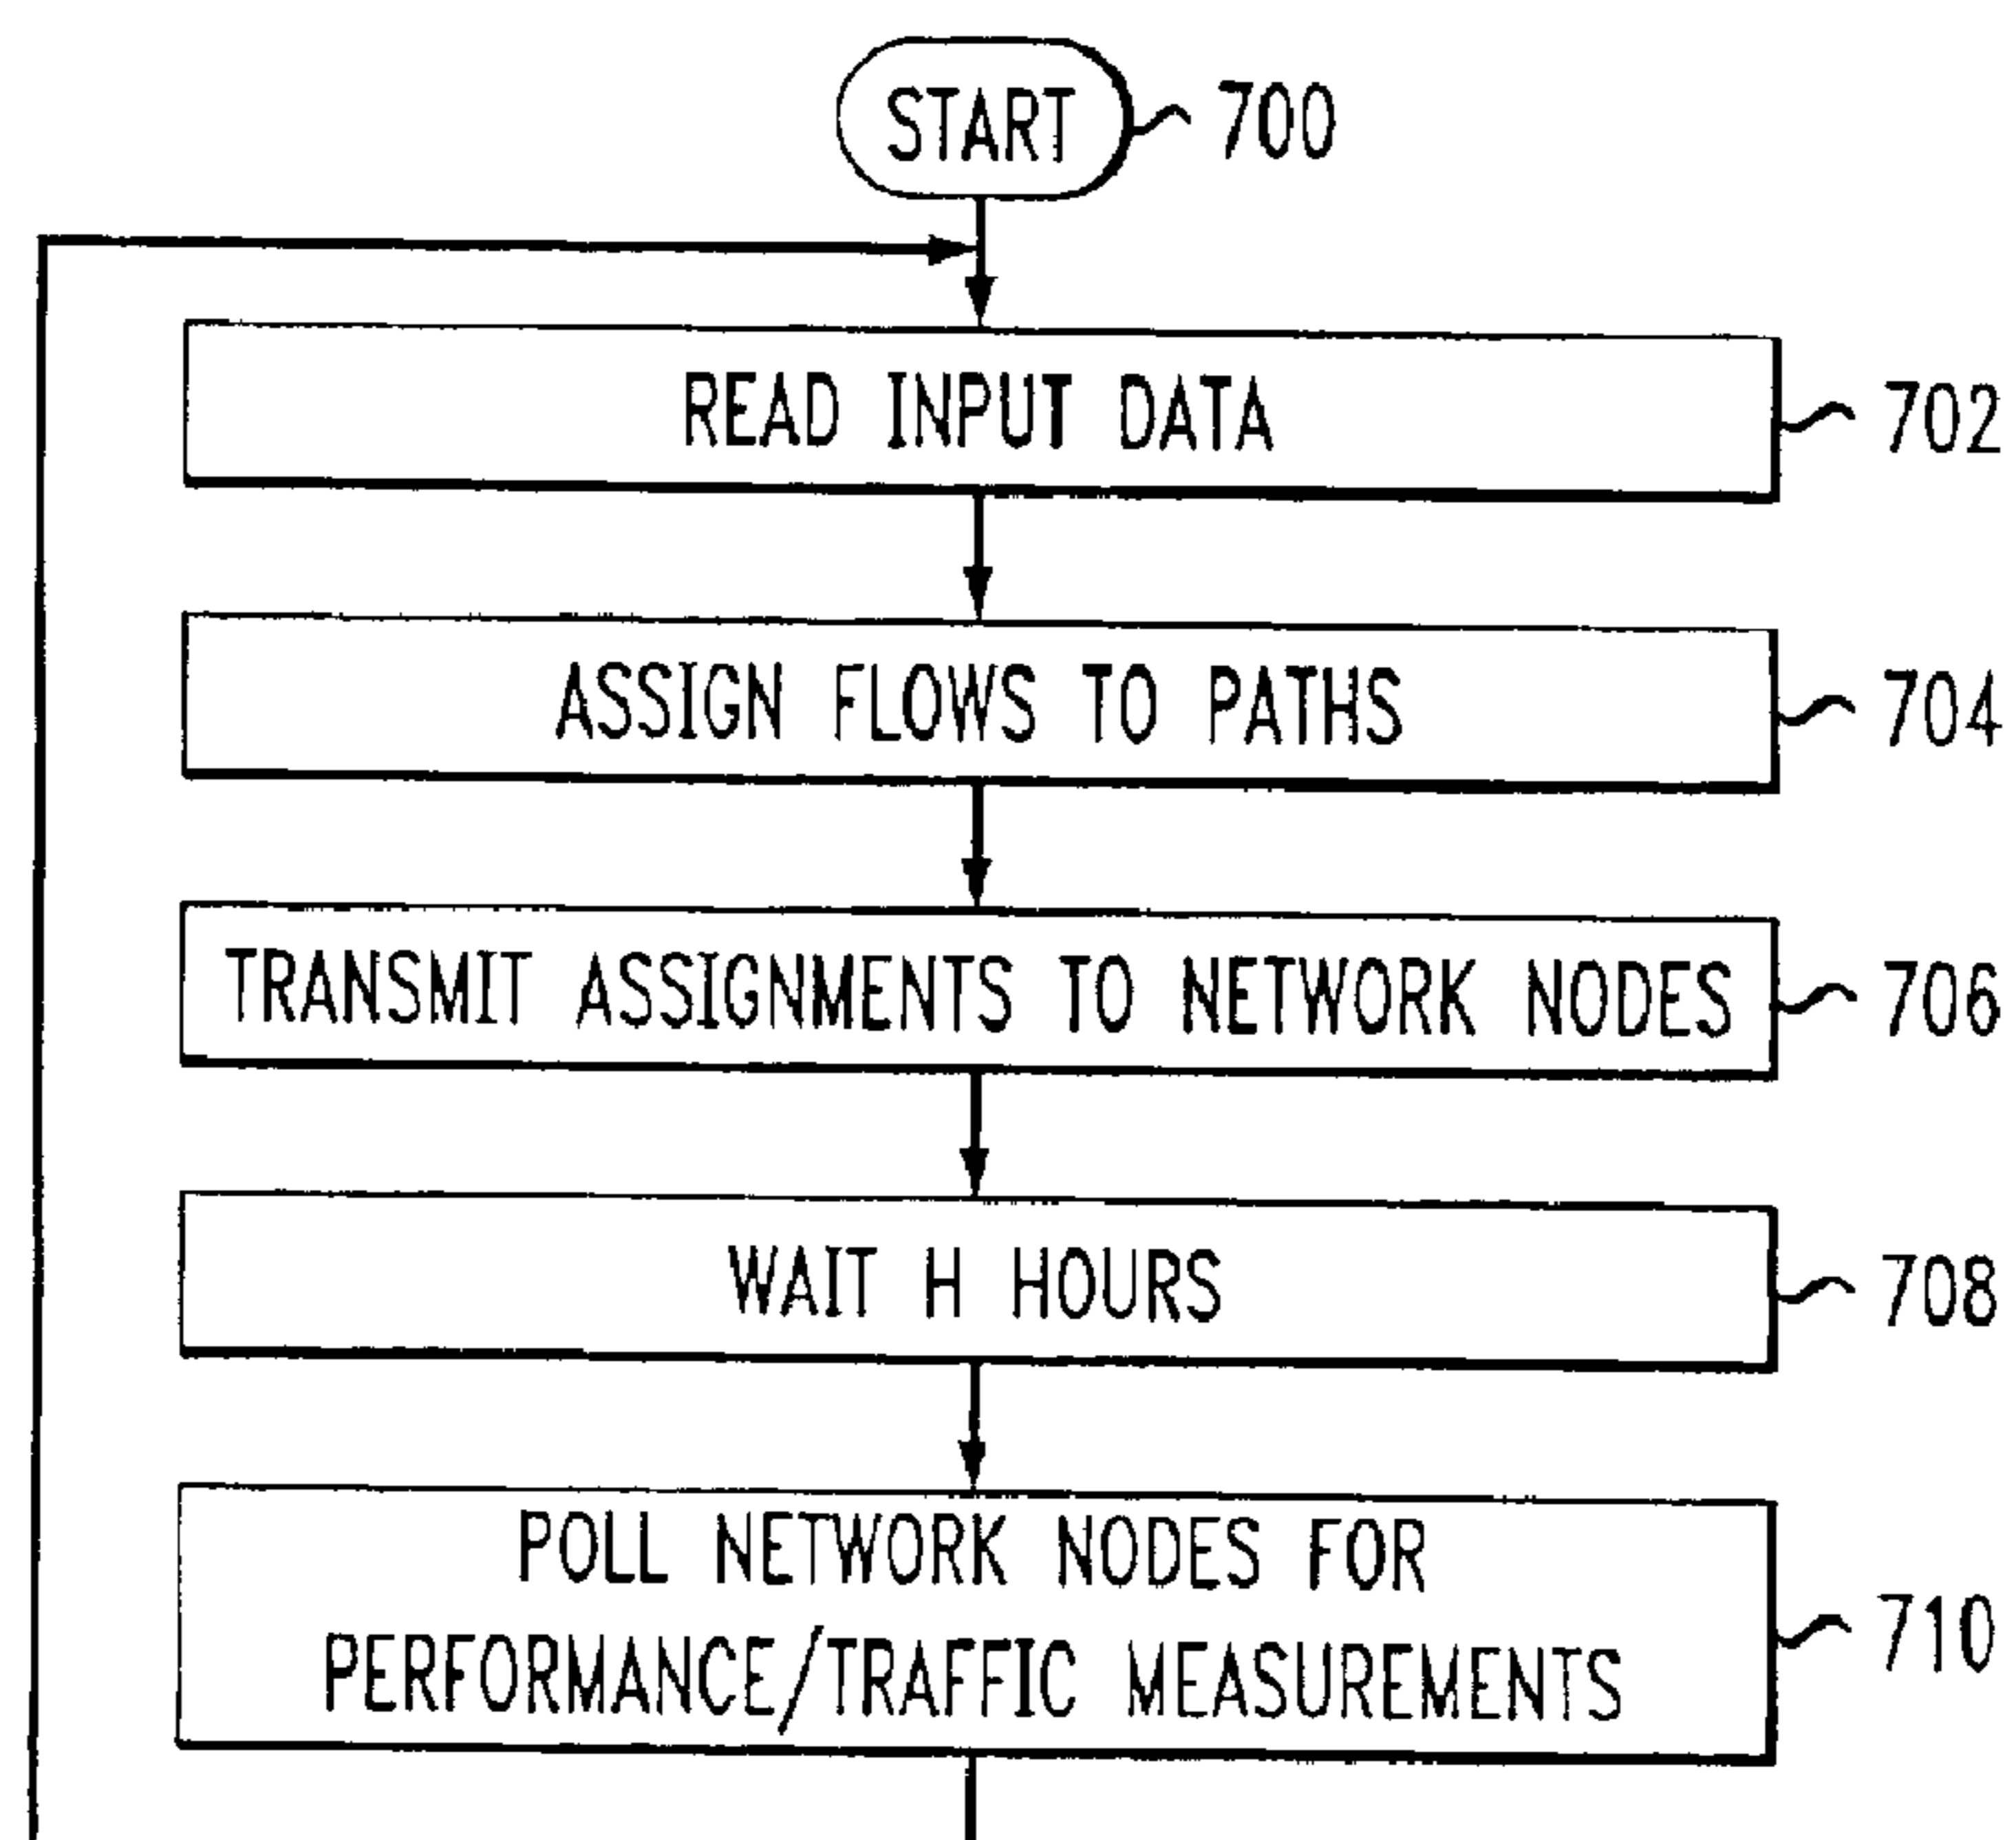 START
700
READ INPUT DATA
702
ASSIGN FLOWS TO PATHS
704
TRANSMIT ASSIGNMENTS TO NETWORK NODES
706
WAIT H HOURS
708
POLL NETWORK NODES FOR
PERFORMANCE/TRAFFIC MEASUREMENTS
710